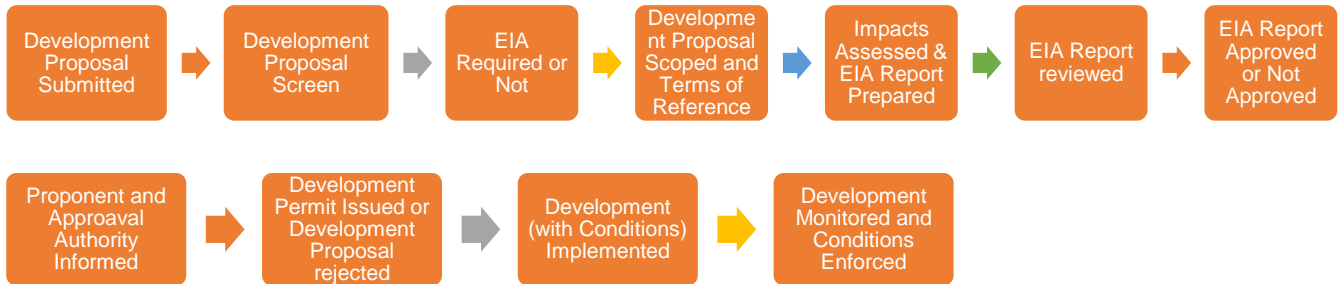 Development
Proposal
Submitted
Development
Proposal
Screen
EIA
Required or
Not
Developme
nt Proposal
Scoped and
Terms of
Reference
Impacts
Assessed &
EIA Report
Prepared
EIA Report
reviewed
EIA Report
Approved
or Not
Approved
Proponent and
Approaval
Authority
Informed
Development
Permit Issued or
Development
Proposal
rejected
Development
(with Conditions)
Implemented
Development
Monitored and
Conditions
Enforced